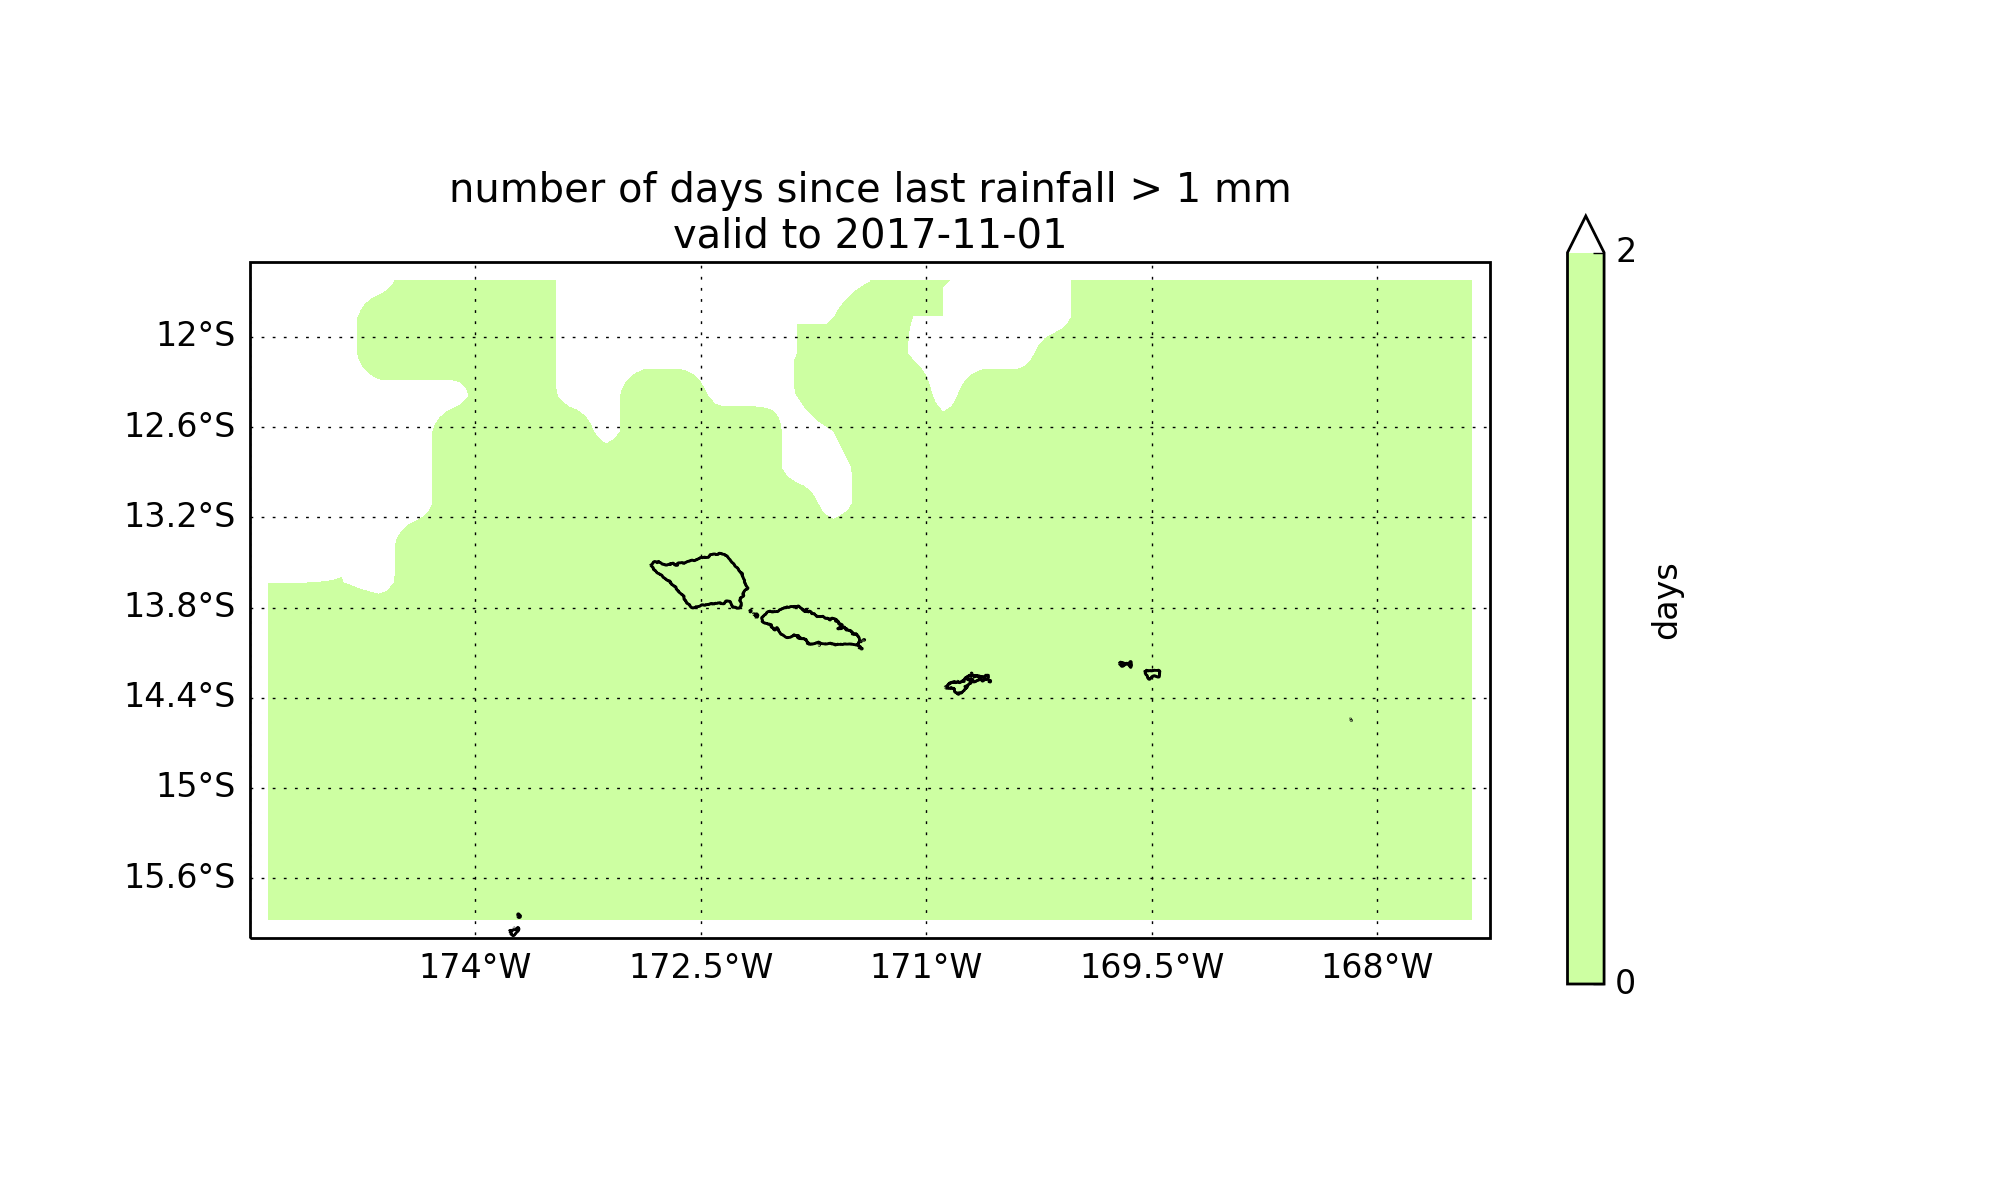 number of days since last rainfall > 1 mm
valid to 2017-11-01
2
12°S
12.6°S
13.2°S
13.8°S
14.4°S
15°S
15.6°S
days
0
174°W
172.5°W
171°W
169.5°W
168°W